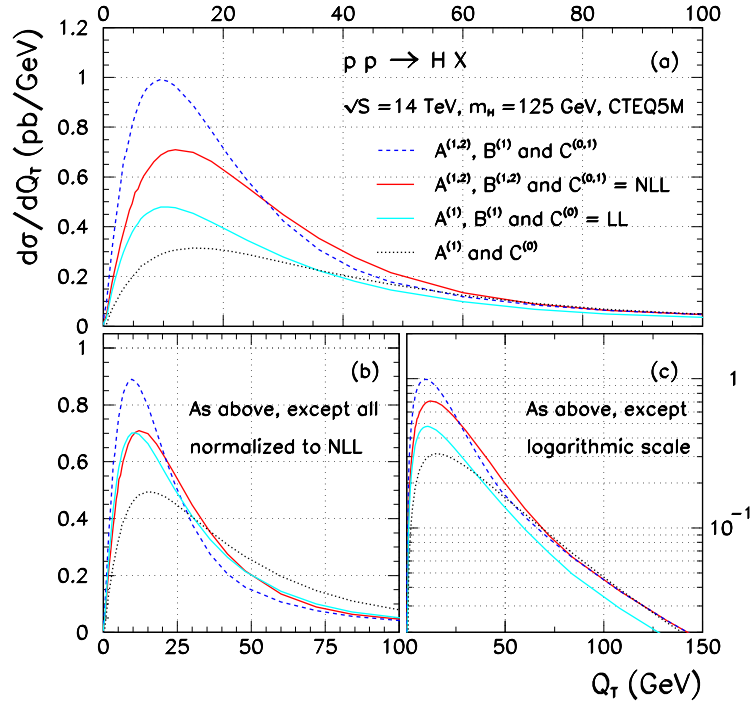 0 20 40 60 80 100
p p → H X (a)
√S = 14 TeV, m_H = 125 GeV, CTEQ5M
A^(1,2), B^(1) and C^(0,1)
A^(1,2), B^(1,2) and C^(0,1) = NLL
A^(1), B^(1) and C^(0) = LL
A^(1) and C^(0)
dσ/dQ_T (pb/GeV)
1
0.8
0.6
0.4
0.2
0
(b)
As above, except all
normalized to NLL
1
0.8
0.6
0.4
0.2
0
0 25 50 75 100
(c)
As above, except
logarithmic scale
1
10^-1
50 100 150
Q_T (GeV)